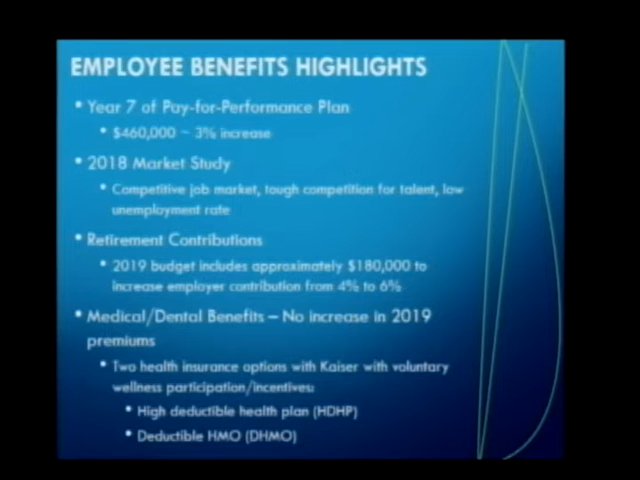 EMPLOYEE BENEFITS HIGHLIGHTS
• Year 7 of Pay-for-Performance Plan
• $460,000 – 3% increase
• 2018 Market Study
• Competitive job market, tough competition for talent, low
unemployment rate
• Retirement Contributions
• 2019 budget includes approximately $180,000 to
increase employer contribution from 4% to 6%
• Medical/Dental Benefits – No increase in 2019
premiums
• Two health insurance options with Kaiser with voluntary
wellness participation/incentives:
• High deductible health plan (HDHP)
• Deductible HMO (DHMO)